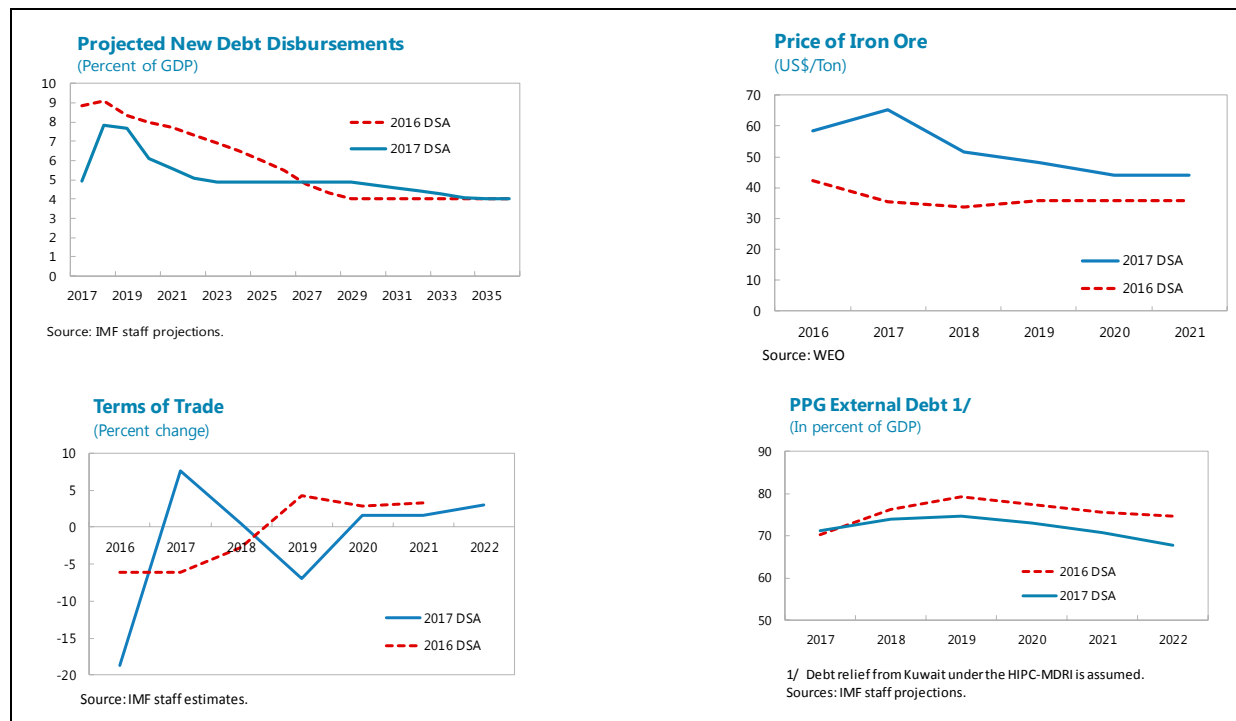 Projected New Debt Disbursements
(Percent of GDP)
10
9
8
7
6
5
4
3
2
1
0
2016 DSA
2017 DSA
2017 2019 2021 2023 2025 2027 2029 2031 2033 2035
Source: IMF staff projections.
Price of Iron Ore
(US$/Ton)
70
60
50
40
30
20
10
0
2017 DSA
2016 DSA
2016 2017 2018 2019 2020 2021
Source: WEO
Terms of Trade
(Percent change)
10
5
0
-5
-10
-15
-20
2016 2017 2018 2019 2020 2021 2022
2017 DSA
2016 DSA
Source: IMF staff estimates.
PPG External Debt 1/
(In percent of GDP)
90
80
70
60
50
2016 DSA
2017 DSA
2017 2018 2019 2020 2021 2022
1/ Debt relief from Kuwait under the HIPC-MDRI is assumed.
Sources: IMF staff projections.